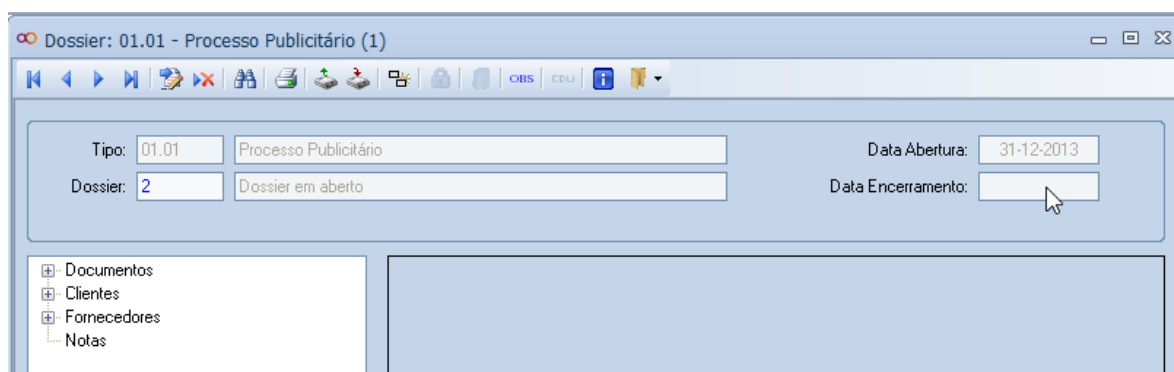 Dossier: 01.01 - Processo Publicitário (1)
OBS CDU
Tipo: 01.01 Processo Publicitário Data Abertura: 31-12-2013
Dossier: 2 Dossier em aberto Data Encerramento:
Documentos
Clientes
Fornecedores
Notas